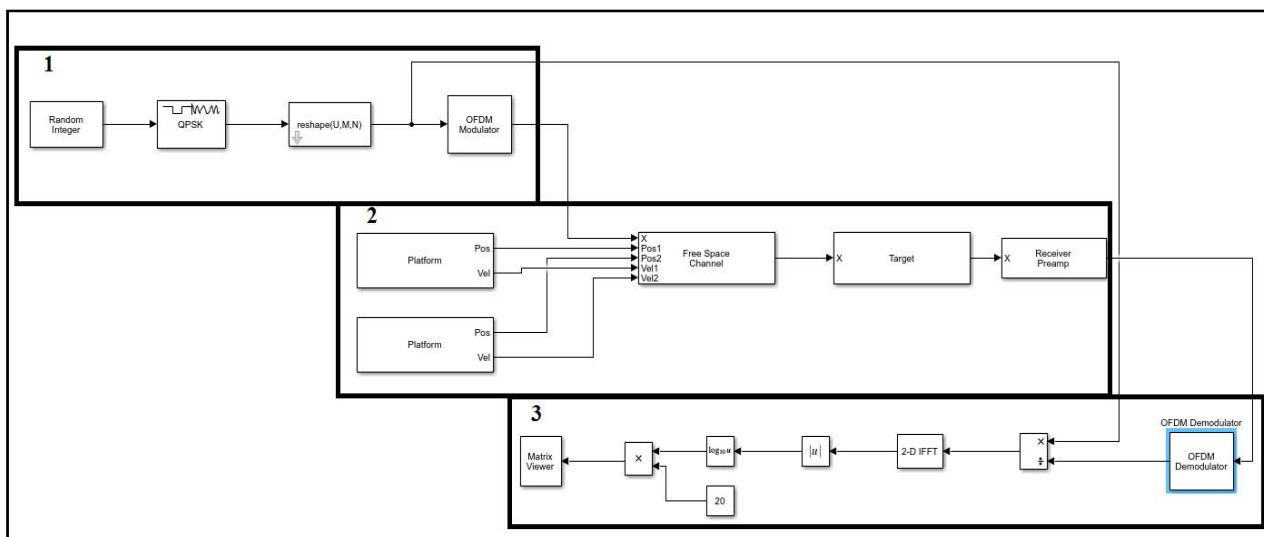 1
Random
Integer
QPSK
reshape(U,M,N)
OFDM
Modulator
2
Platform
Pos
Vel
Platform
Pos
Vel
X
Pos1
Pos2
Vel1
Vel2
Free Space
Channel
X
Target
X
Receiver
Preamp
3
Matrix
Viewer
×
log₁₀ u
20
|u|
2-D IFFT
×
÷
OFDM Demodulator
OFDM
Demodulator